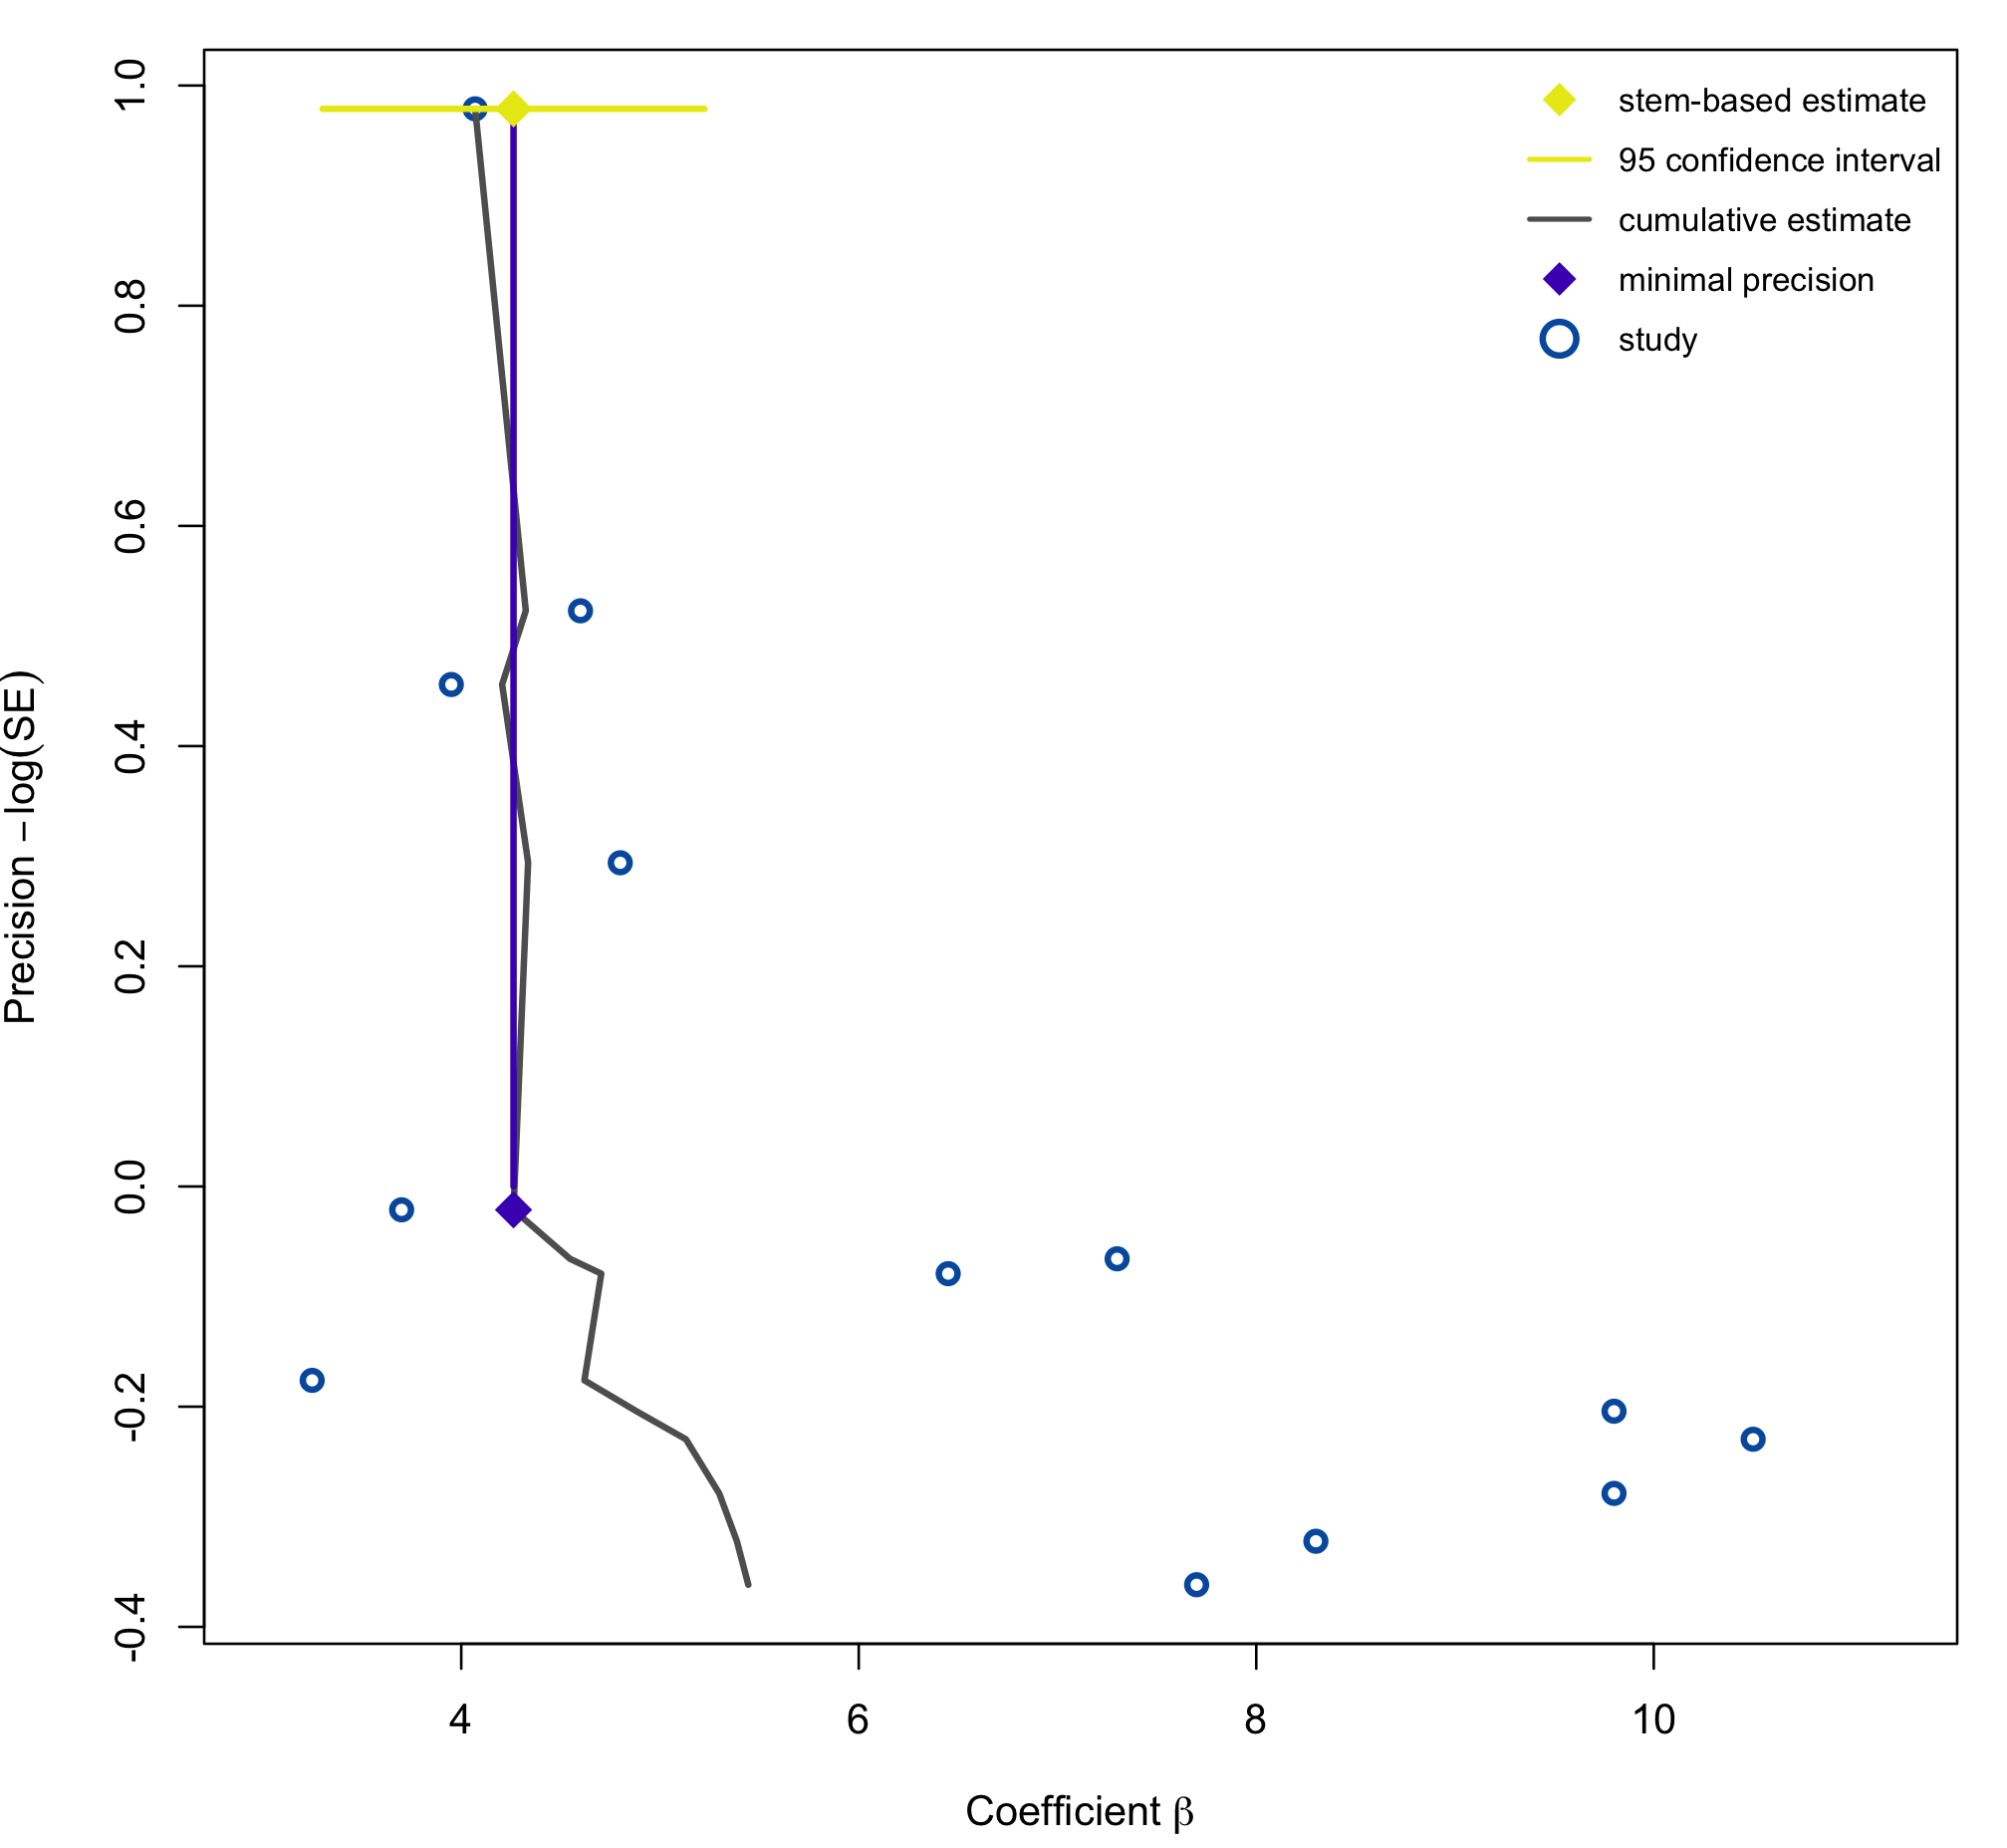 stem-based estimate
95 confidence interval
cumulative estimate
minimal precision
study
Precision −log(SE)
1.0
0.8
0.6
0.4
0.2
0.0
-0.2
-0.4
4 6 8 10
Coefficient β